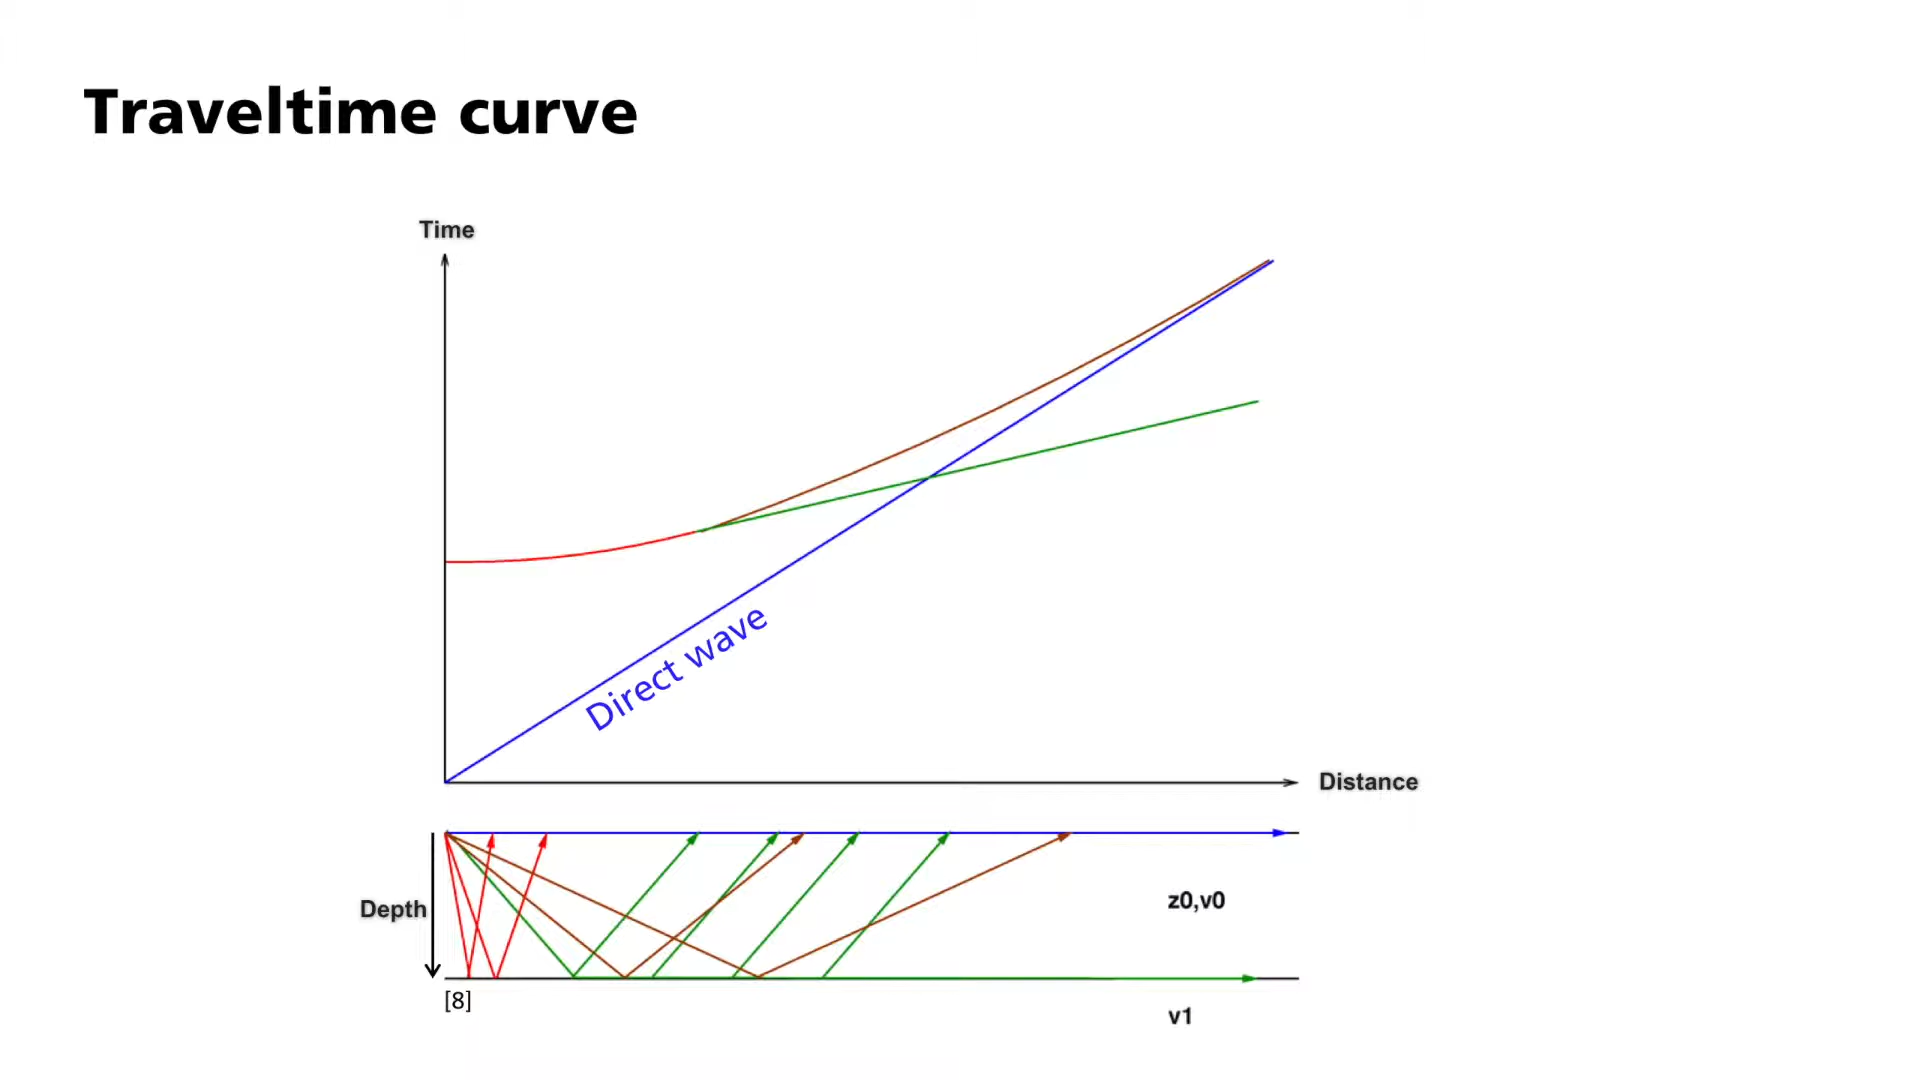 Traveltime curve
Time
Direct wave
Distance
Depth
z0,v0
[8]
v1